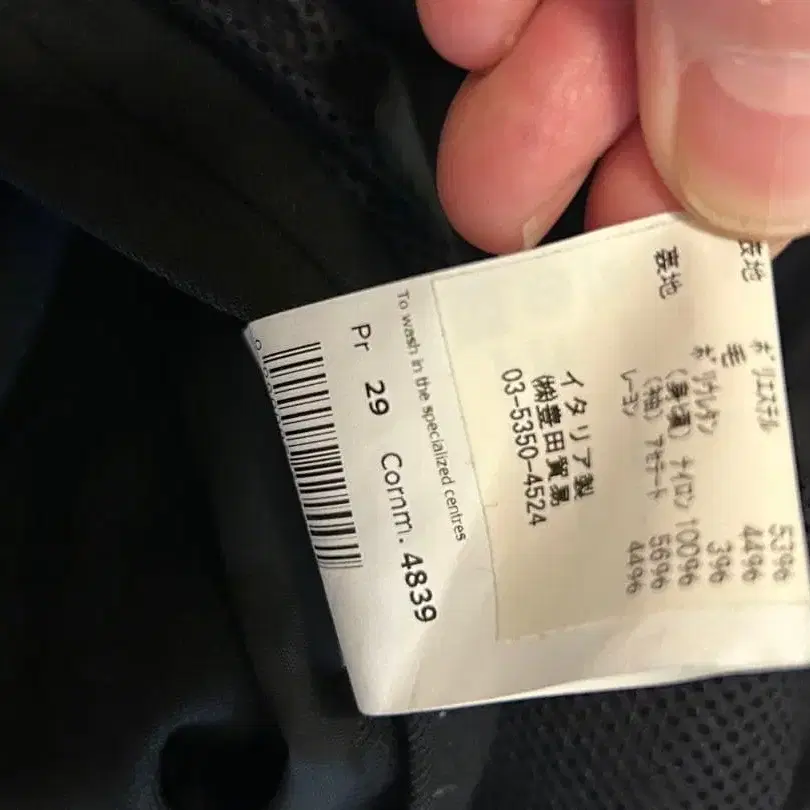 表地 ポリエステル 53%
毛 44%
ポリウレタン 3%
裏地 (身頃) ナイロン 100%
(袖) アセテート 56%
レーヨン 44%
イタリア製
㈱豊田貿易
03-5350-4524
To wash in the specialized centres
Pr 29 Comm. 4839